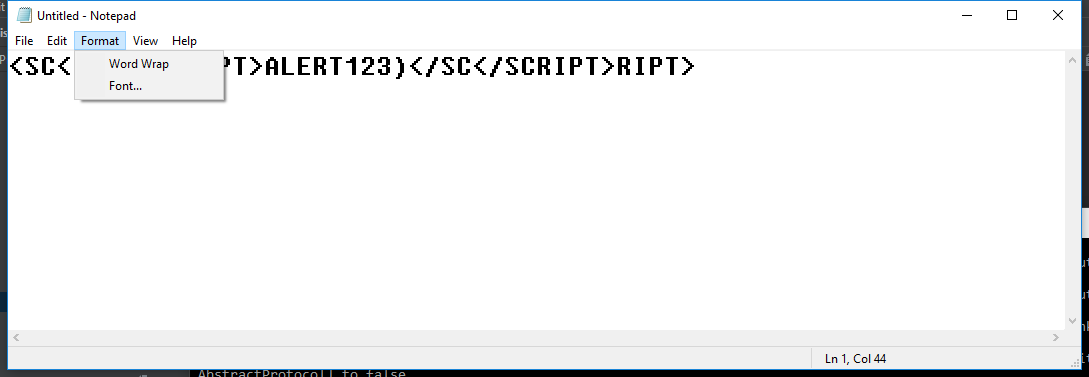 Untitled - Notepad
File Edit Format View Help
Word Wrap
Font...
<SC< PT>ALERT123)</SC</SCRIPT>RIPT>
Ln 1, Col 44
AbstractProtocol] to false